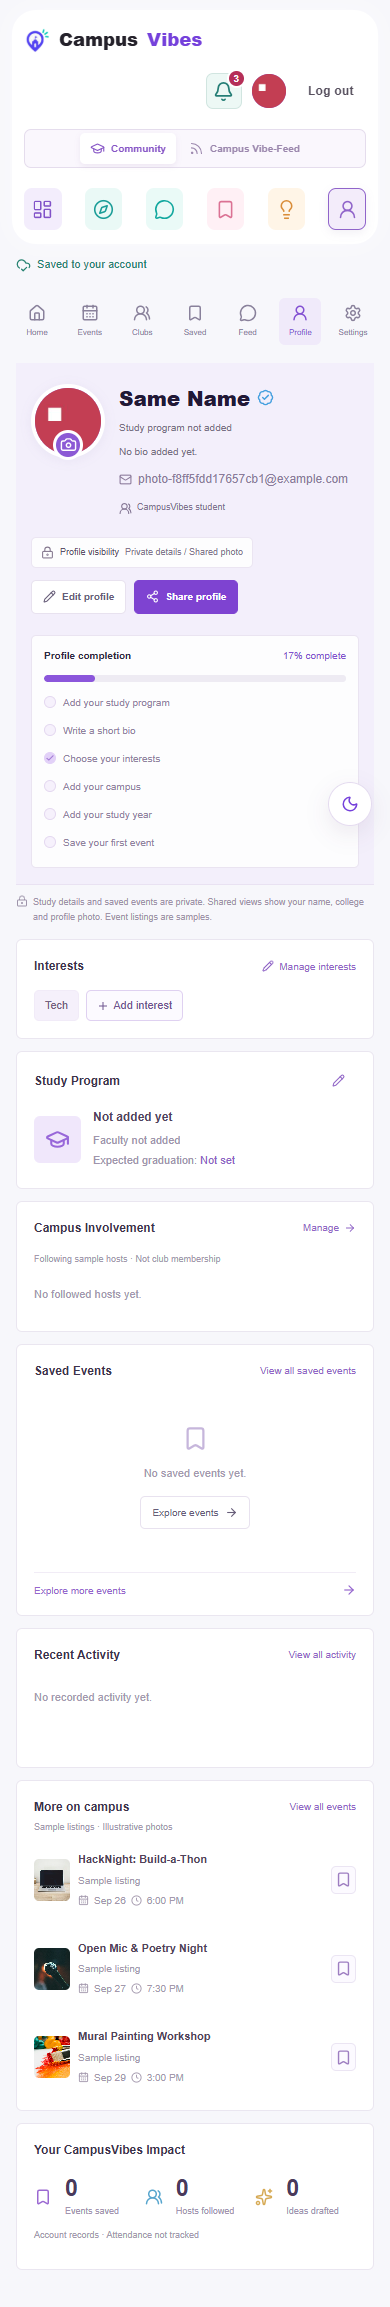 Campus Vibes
3
Log out
Community
Campus Vibe-Feed
Saved to your account
Home
Events
Clubs
Saved
Feed
Profile
Settings
Same Name
Study program not added
No bio added yet.
photo-f8ff5fdd17657cb1@example.com
CampusVibes student
Profile visibility Private details / Shared photo
Edit profile
Share profile
Profile completion
17% complete
Add your study program
Write a short bio
Choose your interests
Add your campus
Add your study year
Save your first event
Study details and saved events are private. Shared views show your name, college
and profile photo. Event listings are samples.
Interests
Manage interests
Tech
Add interest
Study Program
Not added yet
Faculty not added
Expected graduation: Not set
Campus Involvement
Manage
Following sample hosts · Not club membership
No followed hosts yet.
Saved Events
View all saved events
No saved events yet.
Explore events
Explore more events
Recent Activity
View all activity
No recorded activity yet.
More on campus
View all events
Sample listings · Illustrative photos
HackNight: Build-a-Thon
Sample listing
Sep 26 6:00 PM
Open Mic & Poetry Night
Sample listing
Sep 27 7:30 PM
Mural Painting Workshop
Sample listing
Sep 29 3:00 PM
Your CampusVibes Impact
0
Events saved
0
Hosts followed
0
Ideas drafted
Account records · Attendance not tracked